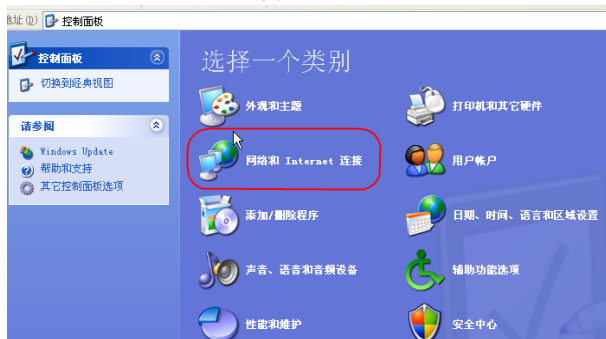 地址(D) 控制面板
控制面板
切换到经典视图
请参阅
Windows Update
帮助和支持
其它控制面板选项
选择一个类别
外观和主题
打印机和其它硬件
网络和 Internet 连接
用户帐户
添加/删除程序
日期、时间、语言和区域设置
声音、语音和音频设备
辅助功能选项
性能和维护
安全中心